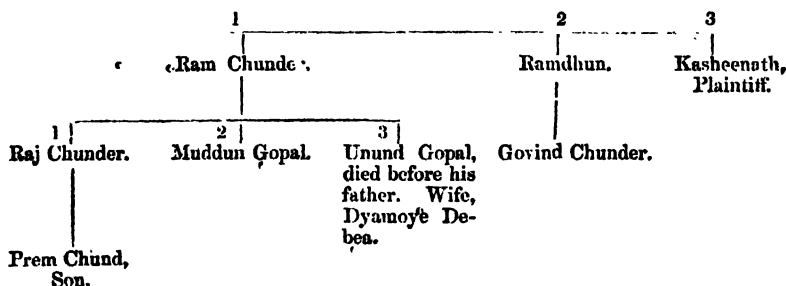 1 2 3
Ram Chunder. Ramdhun. Kasheenath,
Plaintiff.
1 2 3
Raj Chunder. Muddun Gopal. Unund Gopal, Govind Chunder.
died before his
father. Wife,
Dyamoye De-
bea.
Prem Chund,
Son.